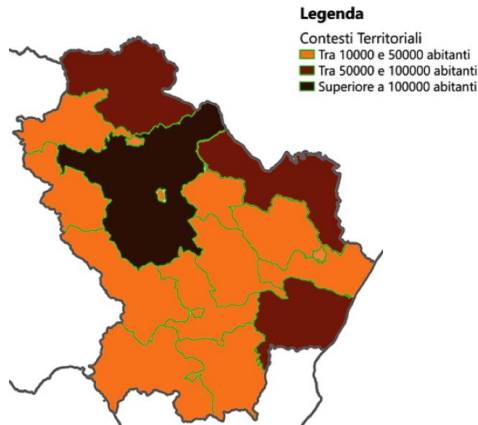 Legenda
Contesti Territoriali
Tra 10000 e 50000 abitanti
Tra 50000 e 100000 abitanti
Superiore a 100000 abitanti